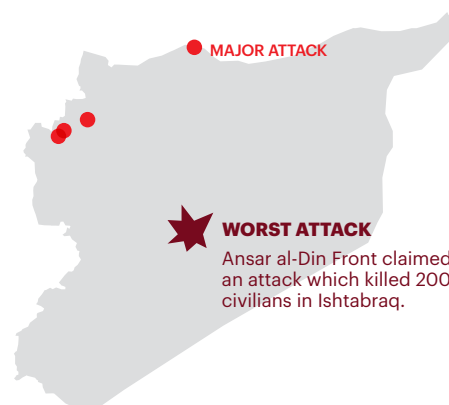 MAJOR ATTACK
WORST ATTACK
Ansar al-Din Front claimed
an attack which killed 200
civilians in Ishtabraq.